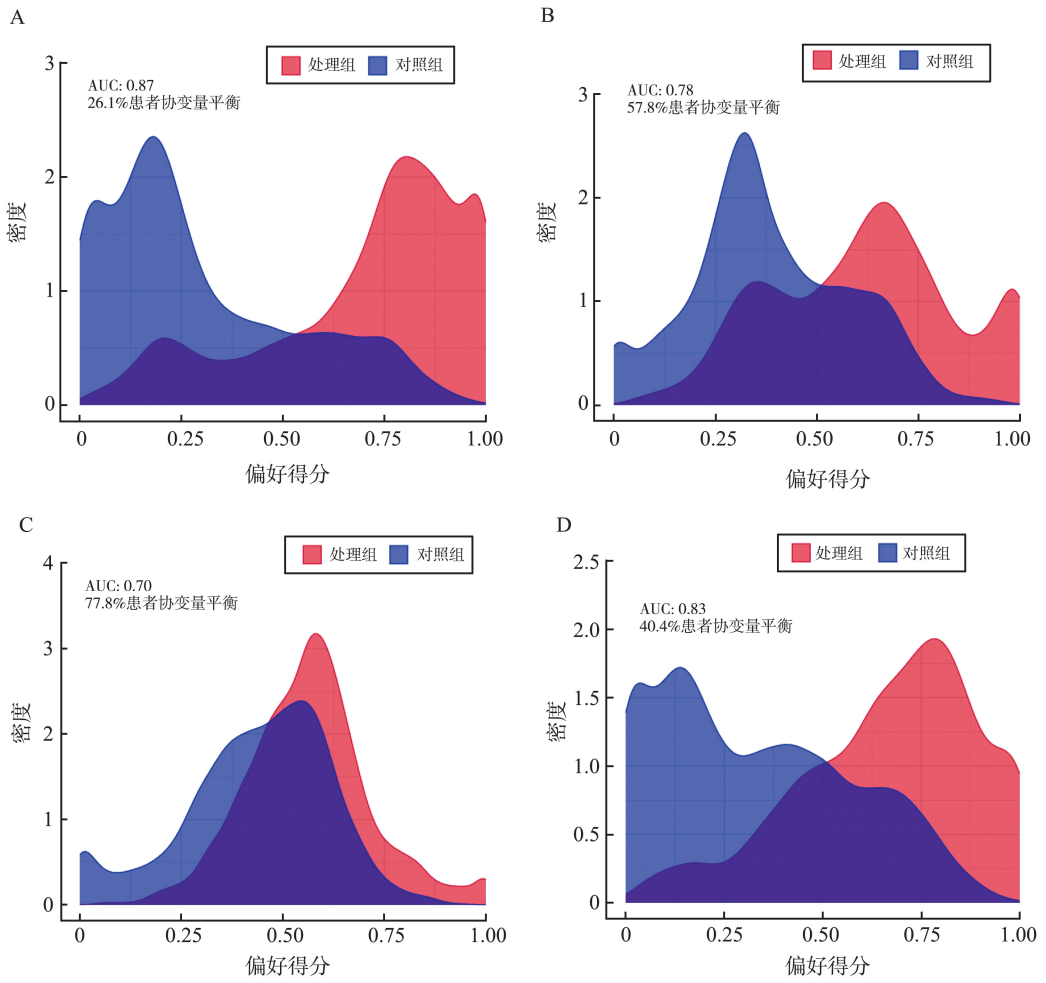 A
处理组 对照组
AUC: 0.87
26.1%患者协变量平衡
3
2
1
0
密度
0 0.25 0.50 0.75 1.00
偏好得分
B
处理组 对照组
AUC: 0.78
57.8%患者协变量平衡
3
2
1
0
密度
0 0.25 0.50 0.75 1.00
偏好得分
C
处理组 对照组
AUC: 0.70
77.8%患者协变量平衡
4
3
2
1
0
密度
0 0.25 0.50 0.75 1.00
偏好得分
D
处理组 对照组
AUC: 0.83
40.4%患者协变量平衡
2.5
2.0
1.5
1.0
0.5
0
密度
0 0.25 0.50 0.75 1.00
偏好得分